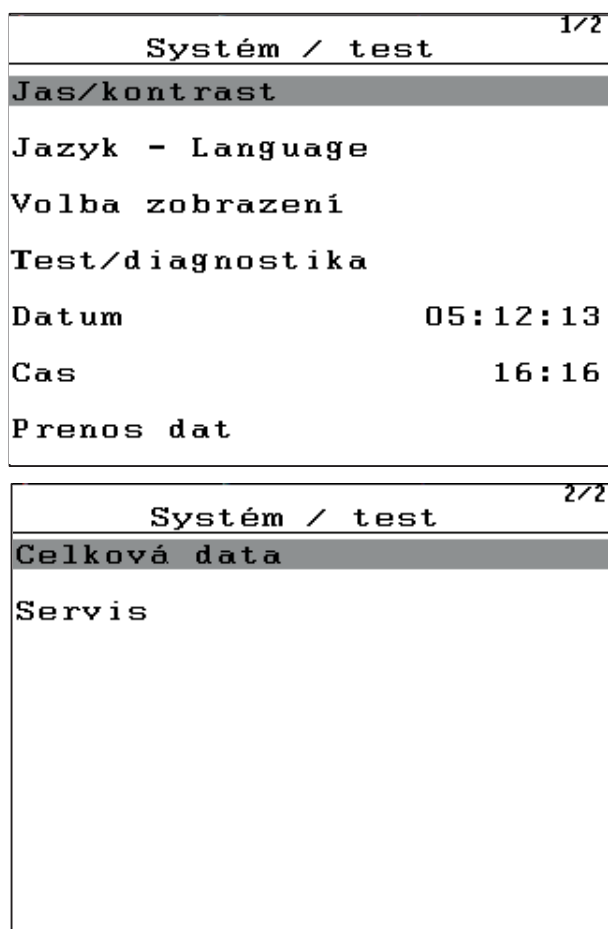 1/2
Systém / test
Jas/kontrast
Jazyk - Language
Volba zobrazení
Test/diagnostika
Datum 05:12:13
Cas 16:16
Prenos dat
2/2
Systém / test
Celková data
Servis